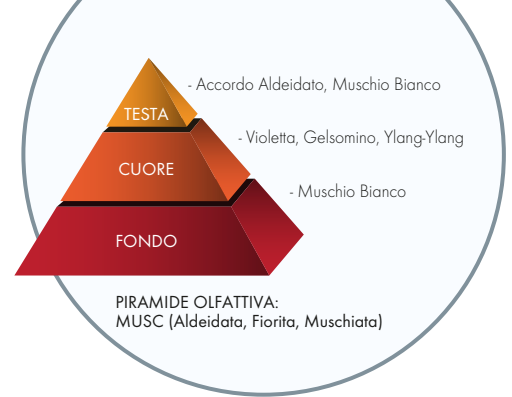 TESTA
- Accordo Aldeidato, Muschio Bianco
CUORE
- Violetta, Gelsomino, Ylang-Ylang
FONDO
- Muschio Bianco
PIRAMIDE OLFATTIVA:
MUSC (Aldeidata, Fiorita, Muschiata)